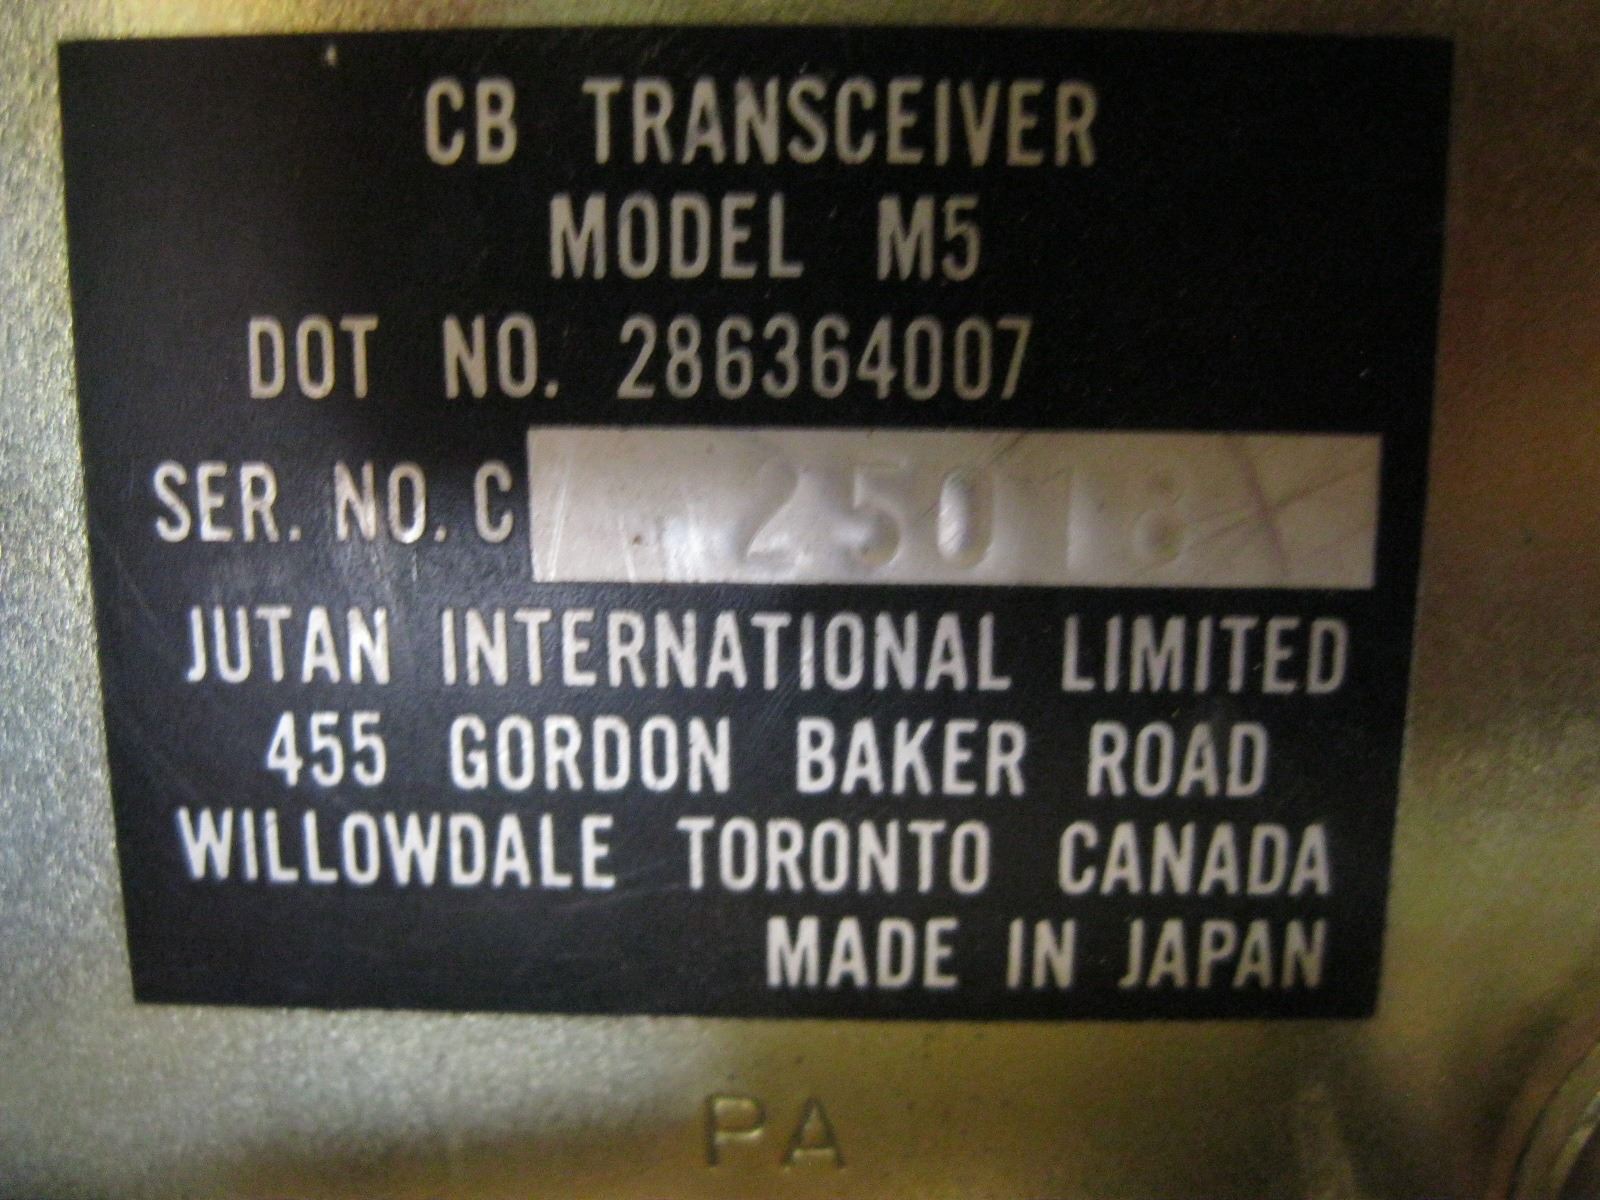 CB TRANSCEIVER
MODEL M5
DOT NO. 286364007
SER. NO. C 25018
JUTAN INTERNATIONAL LIMITED
455 GORDON BAKER ROAD
WILLOWDALE TORONTO CANADA
MADE IN JAPAN
PA